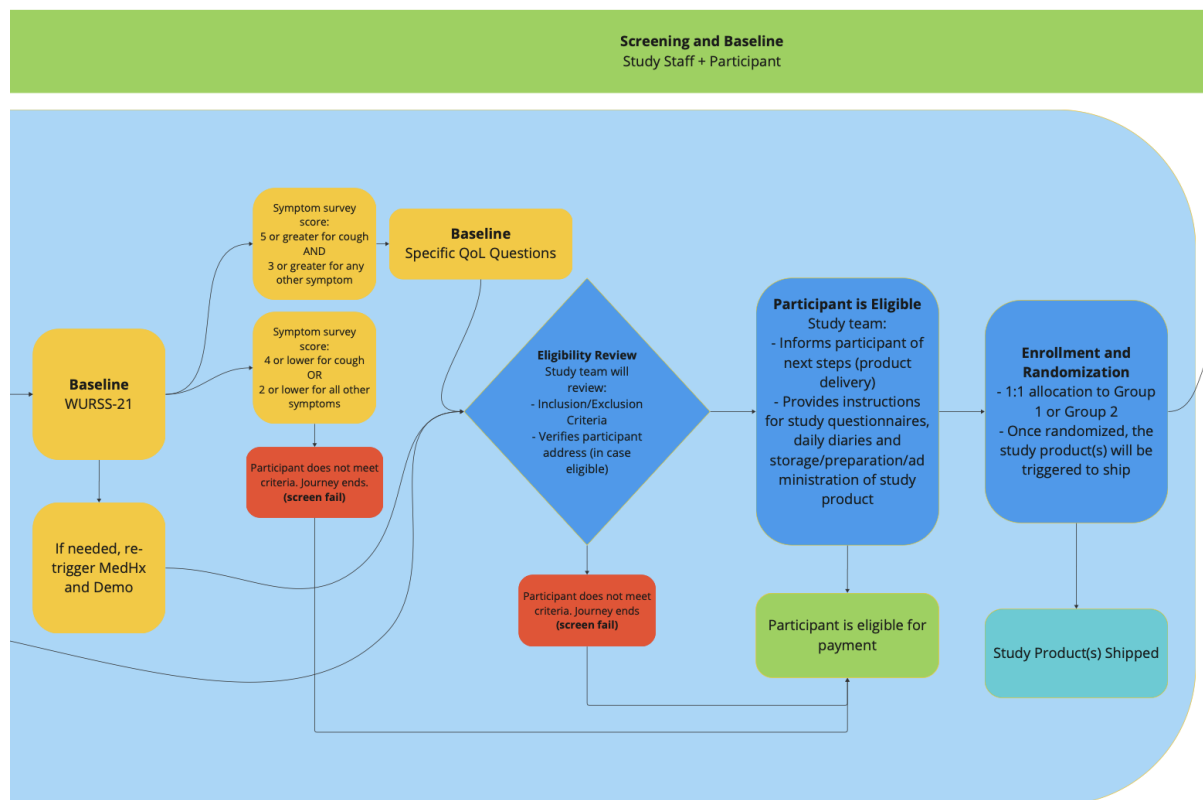 Screening and Baseline
Study Staff + Participant
Symptom survey
score:
5 or greater for cough
AND
3 or greater for any
other symptom
Baseline
Specific QoL Questions
Symptom survey
score:
4 or lower for cough
OR
2 or lower for all other
symptoms
Baseline
WURSS-21
Participant does not meet
criteria. Journey ends.
(screen fail)
If needed, re-
trigger MedHx
and Demo
Eligibility Review
Study team will
review:
- Inclusion/Exclusion
Criteria
- Verifies participant
address (in case
eligible)
Participant does not meet
criteria. Journey ends
(screen fail)
Participant is Eligible
Study team:
- Informs participant of
next steps (product
delivery)
- Provides instructions
for study questionnaires,
daily diaries and
storage/preparation/ad
ministration of study
product
Participant is eligible for
payment
Enrollment and
Randomization
- 1:1 allocation to Group
1 or Group 2
- Once randomized, the
study product(s) will be
triggered to ship
Study Product(s) Shipped